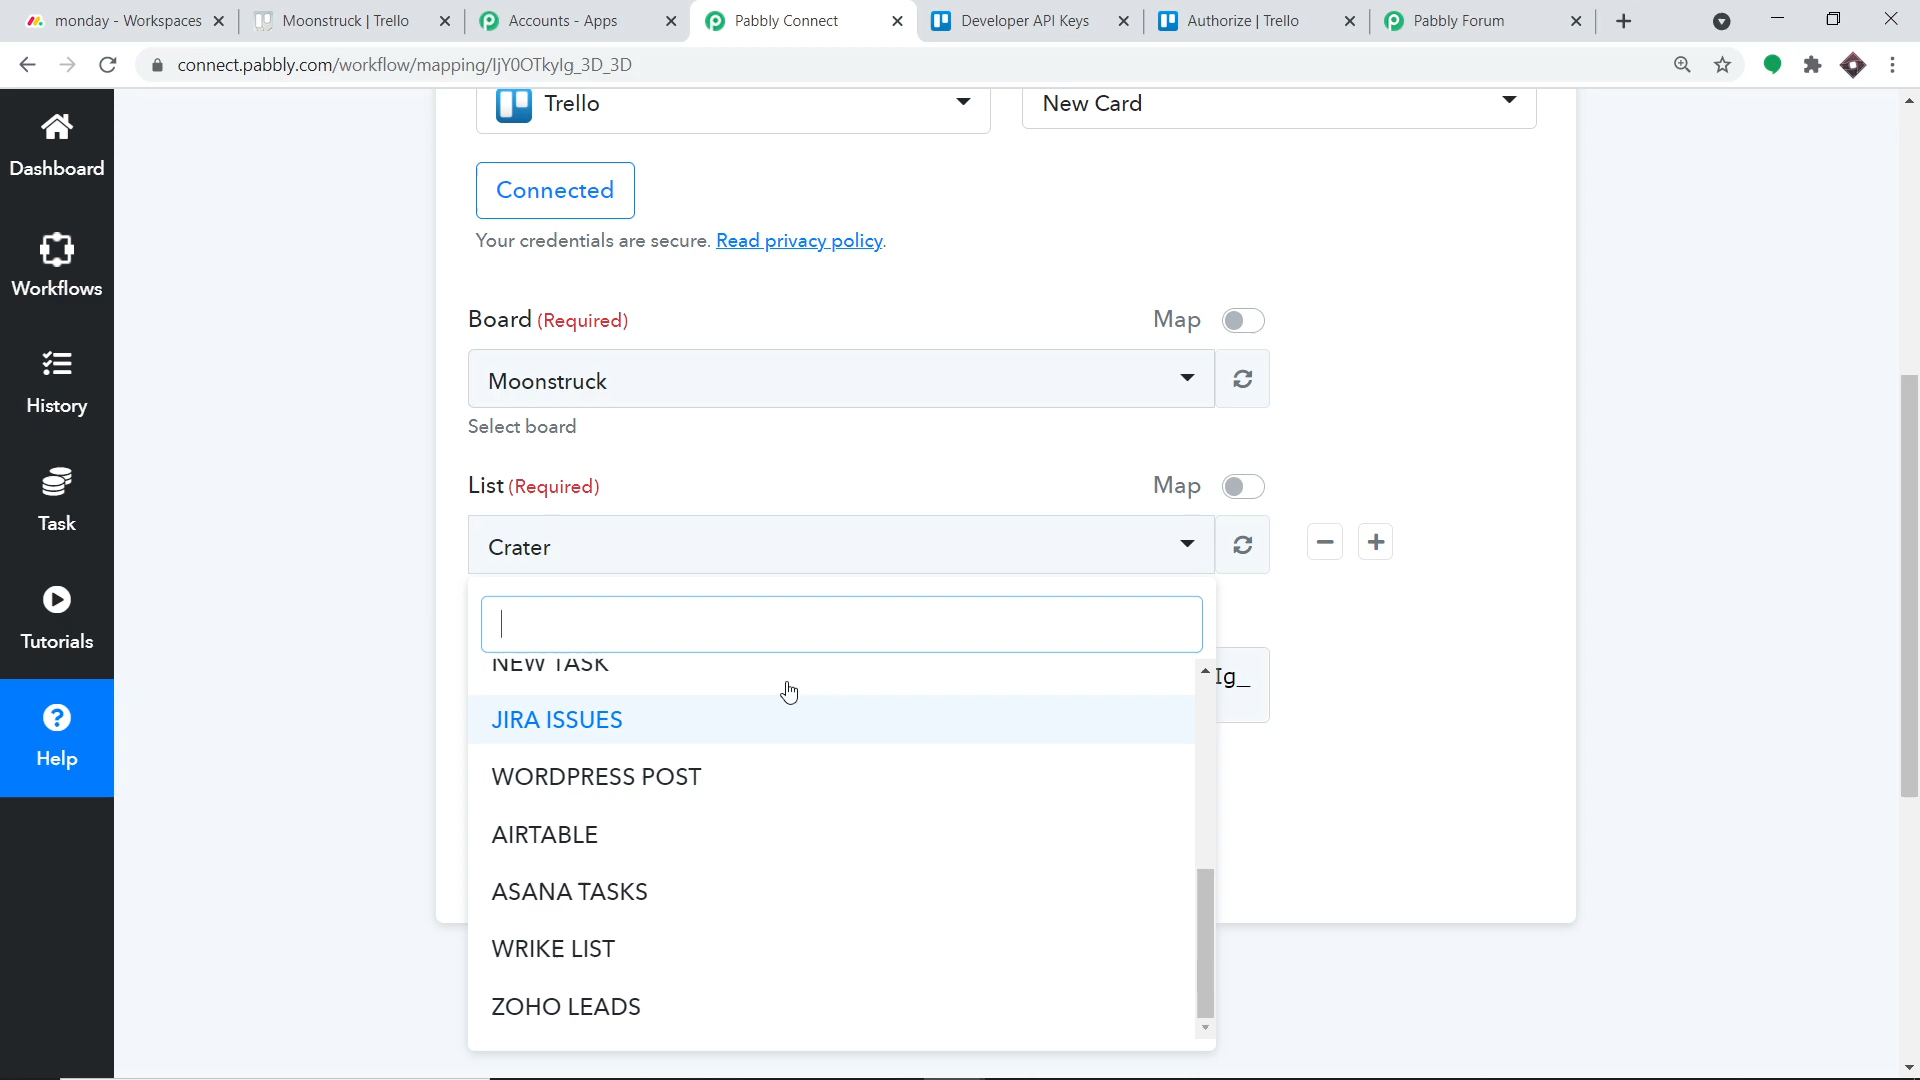 monday - Workspaces
Moonstruck | Trello
Accounts - Apps
Pabbly Connect
Developer API Keys
Authorize | Trello
Pabbly Forum
connect.pabbly.com/workflow/mapping/IjY0OTkyIg_3D_3D
Dashboard
Workflows
History
Task
Tutorials
Help
Trello
New Card
Connected
Your credentials are secure. Read privacy policy.
Board (Required)
Map
Moonstruck
Select board
List (Required)
Map
Crater
NEW TASK
Ig_
JIRA ISSUES
WORDPRESS POST
AIRTABLE
ASANA TASKS
WRIKE LIST
ZOHO LEADS